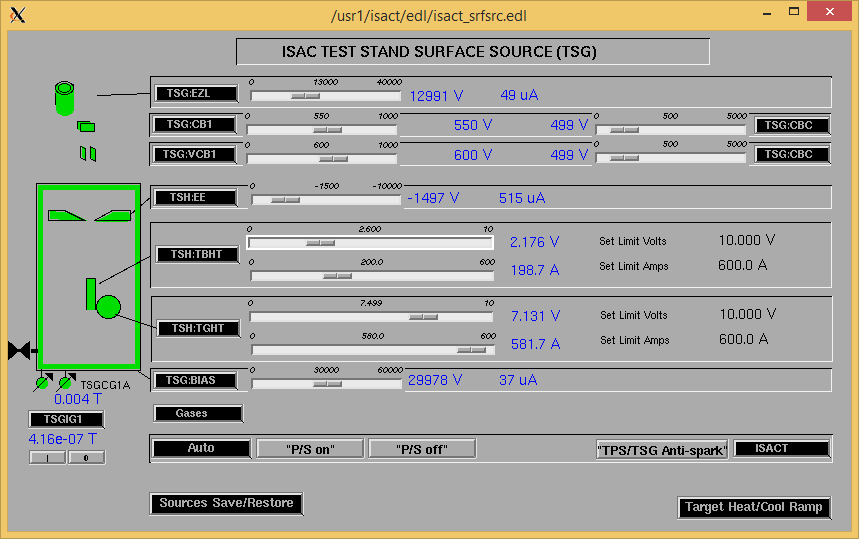 /usr1/isact/edl/isact_srfsrc.edl
ISAC TEST STAND SURFACE SOURCE (TSG)
0 13000 40000
TSG:EZL 12991 V 49 uA
0 550 1000 0 500 5000
TSG:CB1 550 V 499 V TSG:CBC
0 600 1000 0 500 5000
TSG:VCB1 600 V 499 V TSG:CBC
0 -1500 -10000
TSH:EE -1497 V 515 uA
0 2.600 10
2.176 V Set Limit Volts 10.000 V
TSH:TBHT
0 200.0 600
198.7 A Set Limit Amps 600.0 A
0 7.499 10
7.131 V Set Limit Volts 10.000 V
TSH:TGHT
0 580.0 600
581.7 A Set Limit Amps 600.0 A
0 30000 60000
TSG:BIAS 29978 V 37 uA
TSGCG1A
0.004 T
TSGIG1
4.16e-07 T
I 0
Gases
Auto "P/S on" "P/S off" "TPS/TSG Anti-spark" ISACT
Sources Save/Restore
Target Heat/Cool Ramp